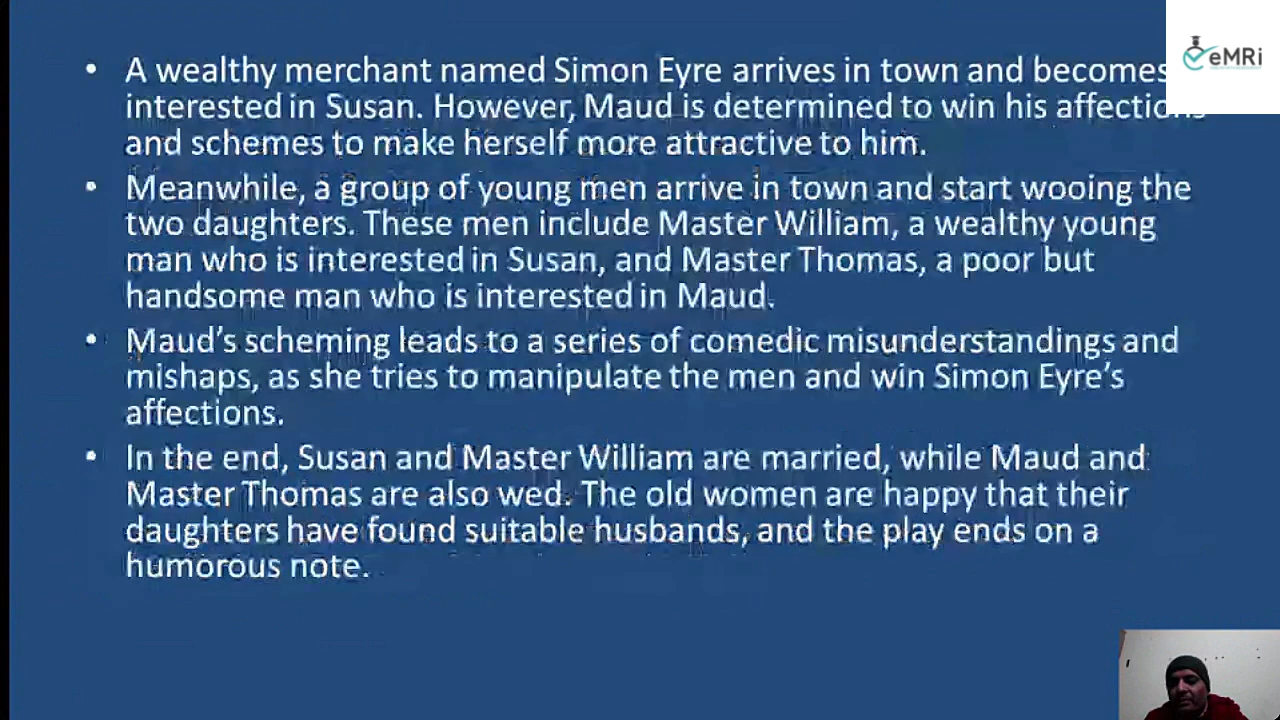 • A wealthy merchant named Simon Eyre arrives in town and becomes
interested in Susan. However, Maud is determined to win his affections
and schemes to make herself more attractive to him.
• Meanwhile, a group of young men arrive in town and start wooing the
two daughters. These men include Master William, a wealthy young
man who is interested in Susan, and Master Thomas, a poor but
handsome man who is interested in Maud.
• Maud’s scheming leads to a series of comedic misunderstandings and
mishaps, as she tries to manipulate the men and win Simon Eyre’s
affections.
• In the end, Susan and Master William are married, while Maud and
Master Thomas are also wed. The old women are happy that their
daughters have found suitable husbands, and the play ends on a
humorous note.
eMRi